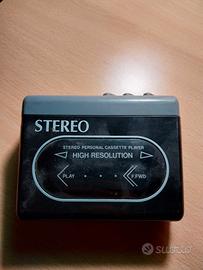 STEREO
STEREO PERSONAL CASSETTE PLAYER
HIGH RESOLUTION
PLAY
F.FWD
SUBITO